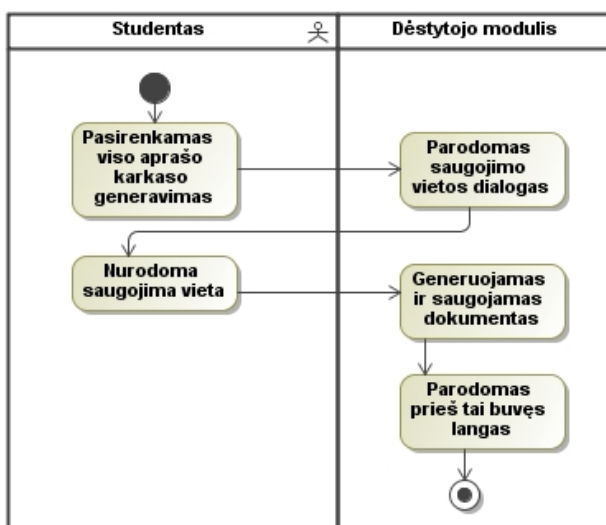 Studentas
Dėstytojo modulis
Pasirenkamas
viso aprašo
karkaso
generavimas
Parodomas
saugojimo
vietos dialogas
Nurodoma
saugojima vieta
Generuojamas
ir saugojamas
dokumentas
Parodomas
prieš tai buvęs
langas